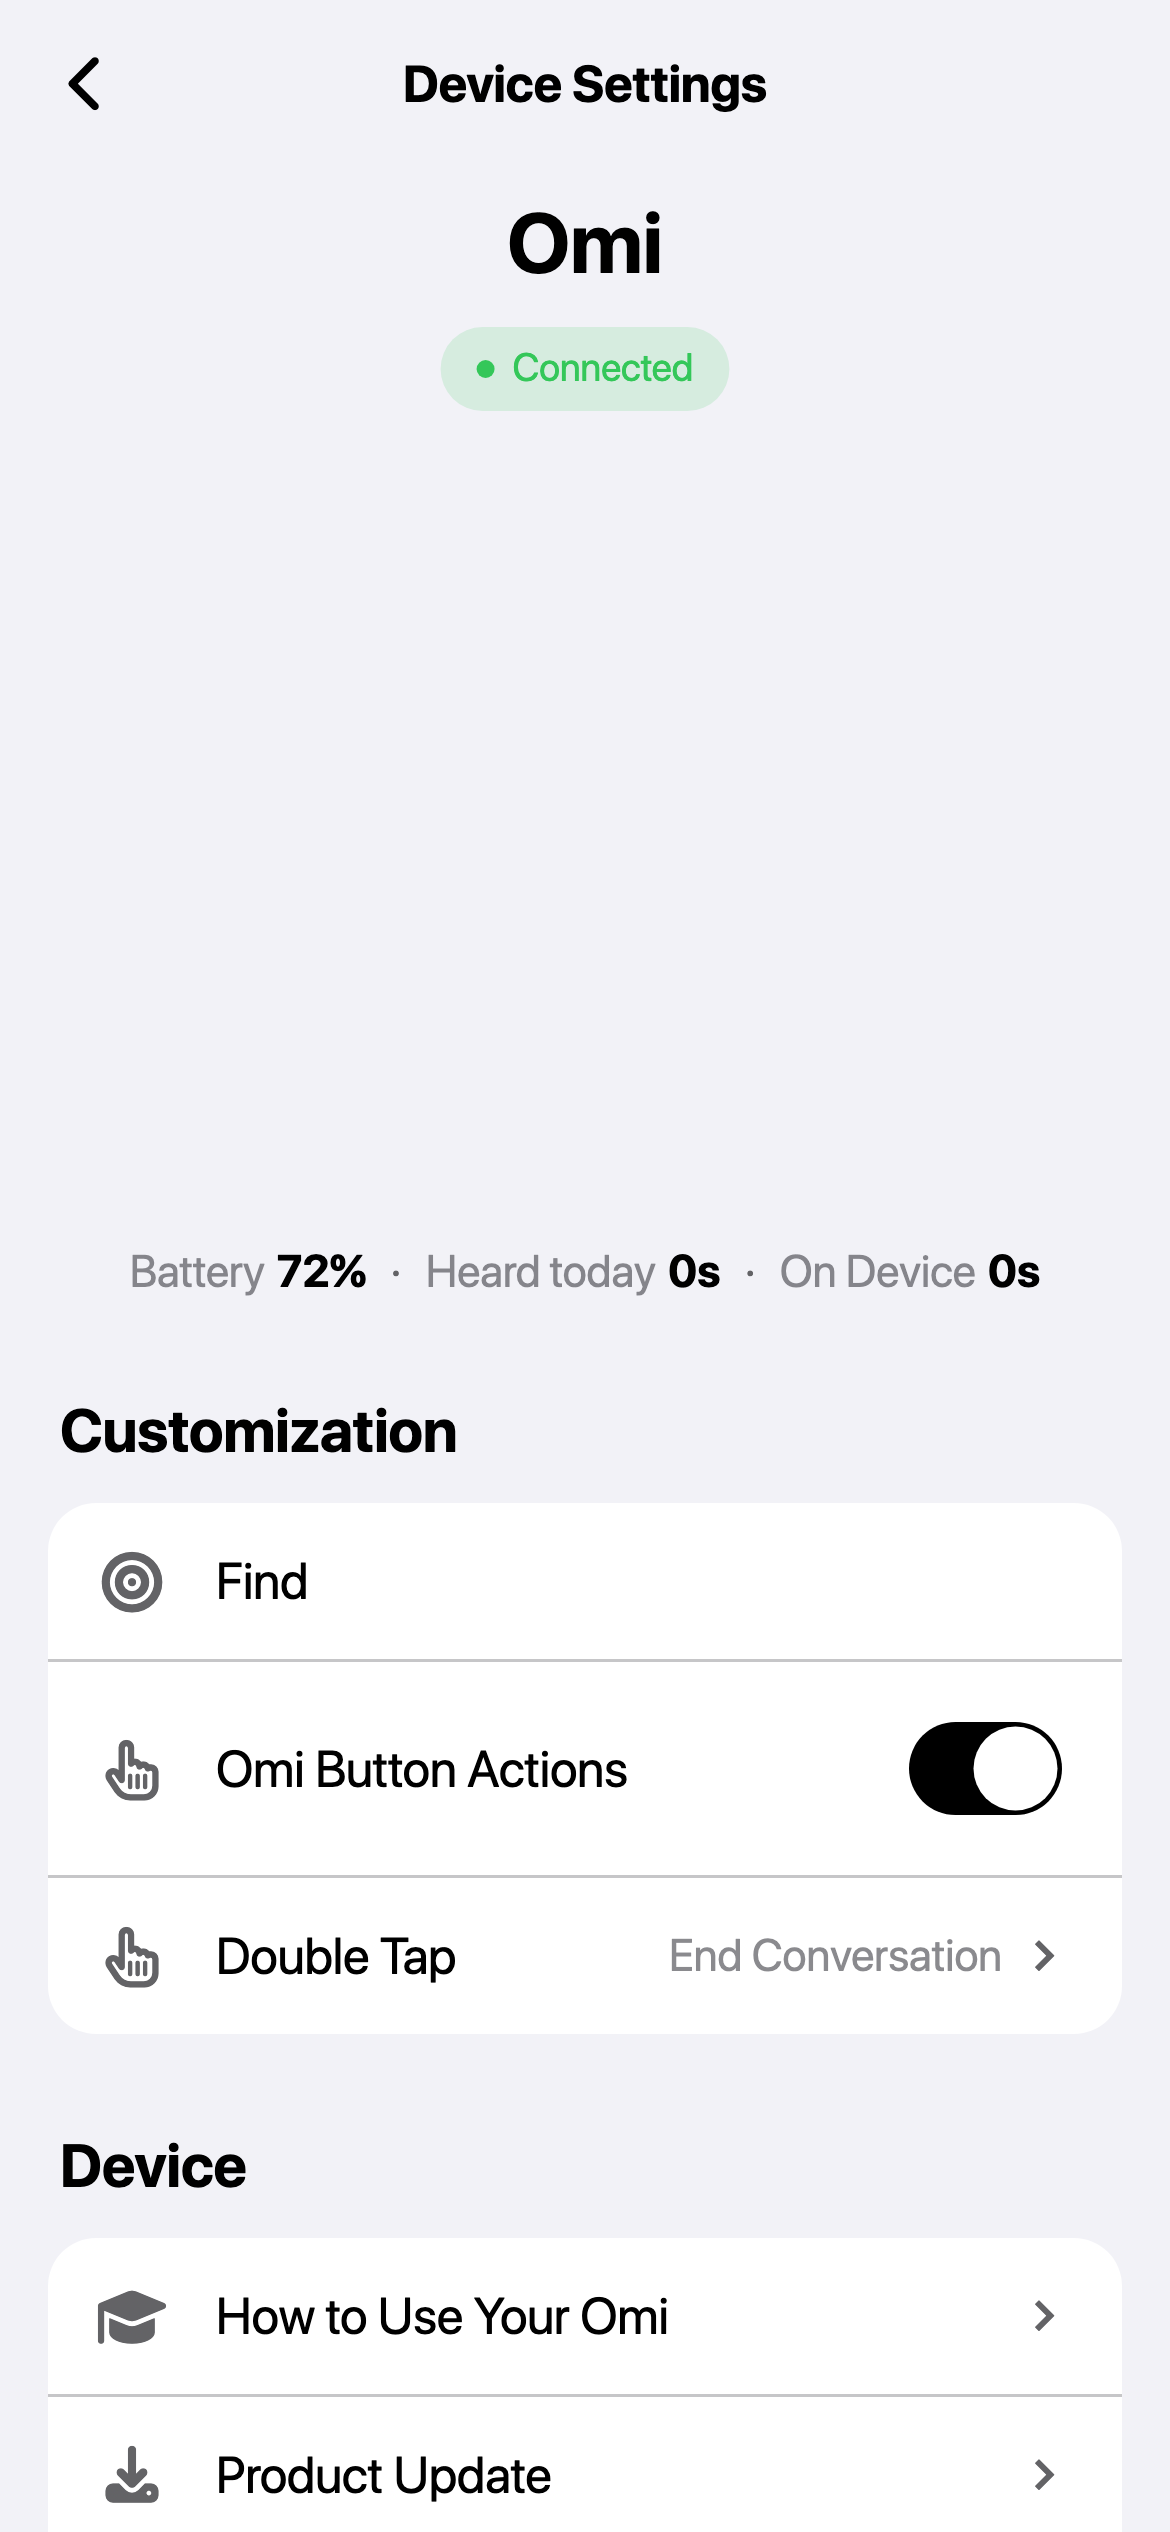 Device Settings
Omi
Connected
Battery 72% · Heard today 0s · On Device 0s
Customization
Find
Omi Button Actions
Double Tap End Conversation
Device
How to Use Your Omi
Product Update